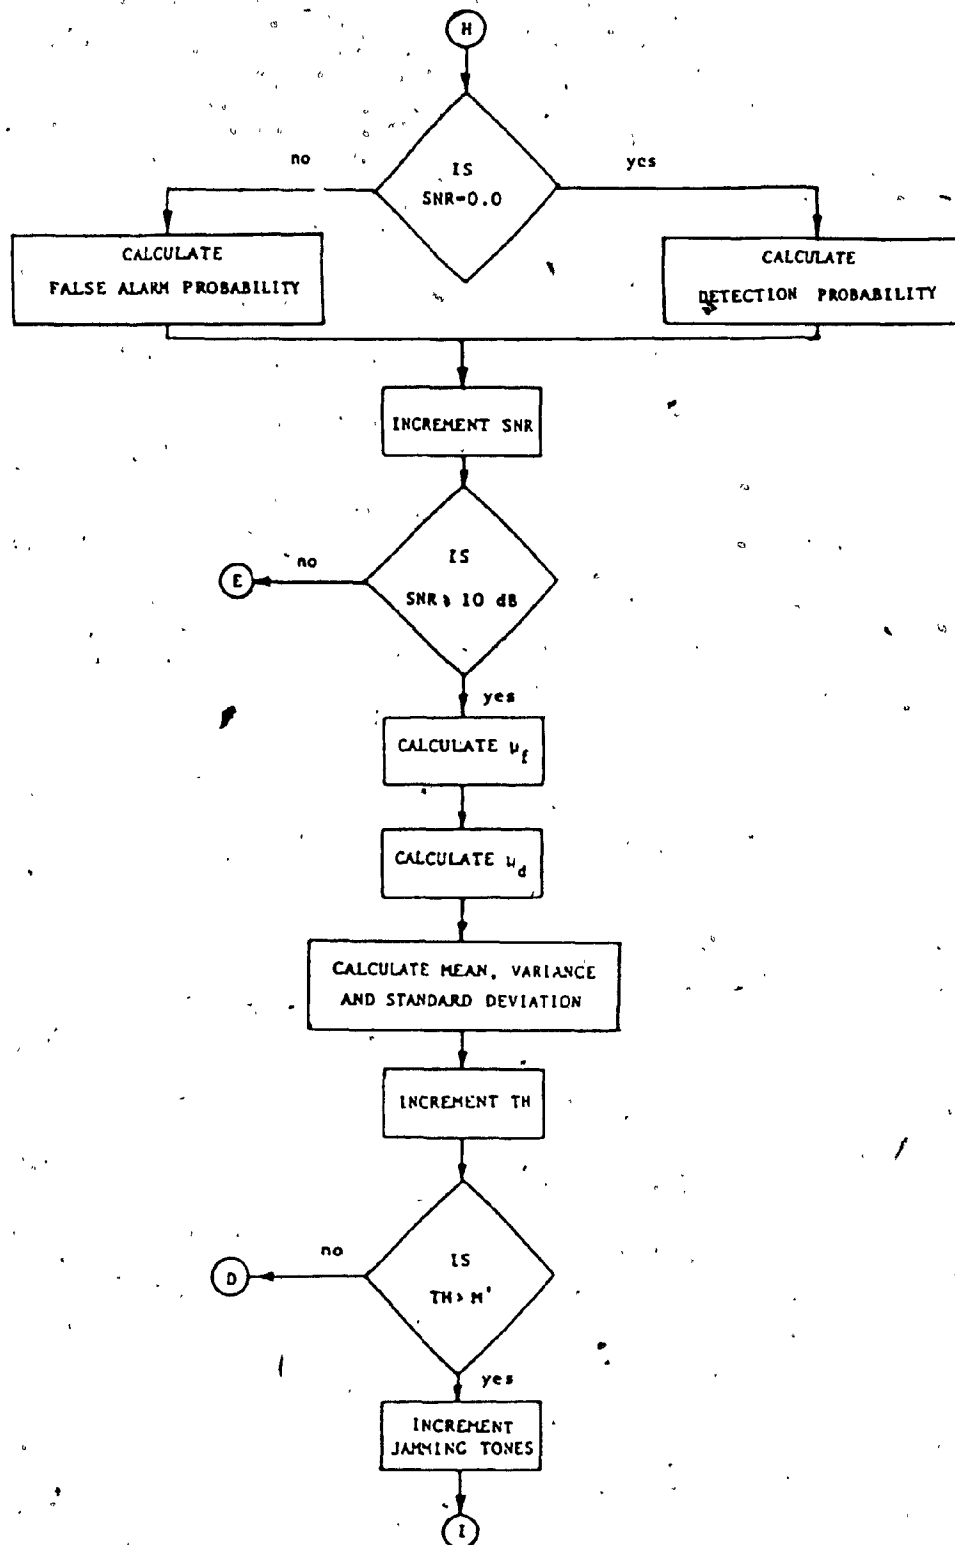 H
IS
SNR=0.0
no
yes
CALCULATE
FALSE ALARM PROBABILITY
CALCULATE
DETECTION PROBABILITY
INCREMENT SNR
IS
SNR > 10 dB
no
E
yes
CALCULATE μf
CALCULATE μd
CALCULATE MEAN, VARIANCE
AND STANDARD DEVIATION
INCREMENT TH
IS
TH> M'
no
D
yes
INCREMENT
JAMMING TONES
I